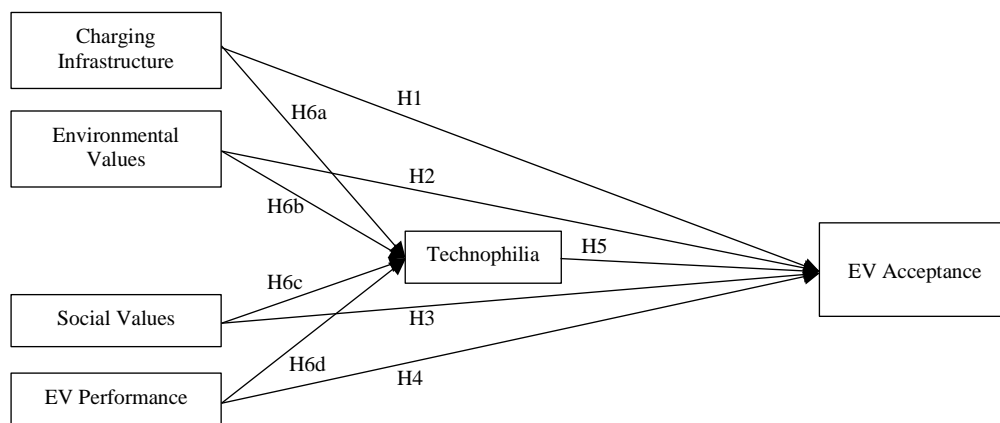 Charging
Infrastructure
H1
H6a
Environmental
Values
H2
H6b
Technophilia
H5
EV Acceptance
H6c
Social Values
H3
H6d
EV Performance
H4